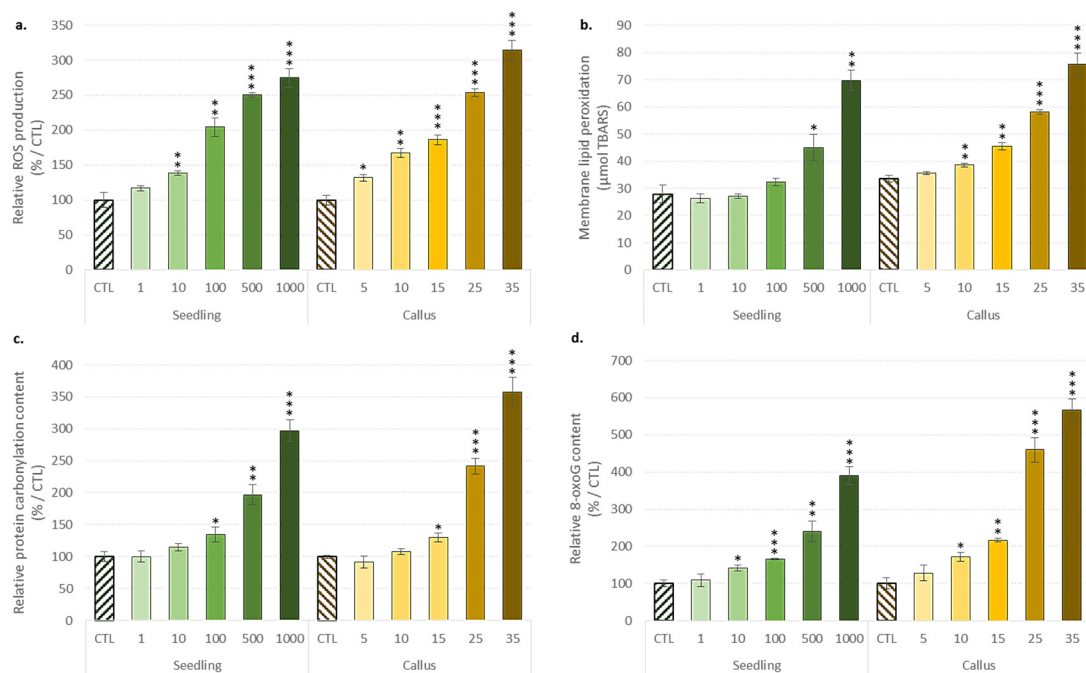 a.
Relative ROS production
(% / CTL)
350
300
250
200
150
100
50
0
** ** *** *** * ** *** *** ***
CTL 1 10 100 500 1000 CTL 5 10 15 25 35
Seedling Callus
b.
Membrane lipid peroxidation
(µmol TBARS)
90
80
70
60
50
40
30
20
10
0
* ** ** ** *** ***
CTL 1 10 100 500 1000 CTL 5 10 15 25 35
Seedling Callus
c.
Relative protein carbonylation content
(% / CTL)
400
350
300
250
200
150
100
50
0
* ** *** * *** ***
CTL 1 10 100 500 1000 CTL 5 10 15 25 35
Seedling Callus
d.
Relative 8-oxoG content
(% / CTL)
700
600
500
400
300
200
100
0
* *** ** *** * ** *** ***
CTL 1 10 100 500 1000 CTL 5 10 15 25 35
Seedling Callus